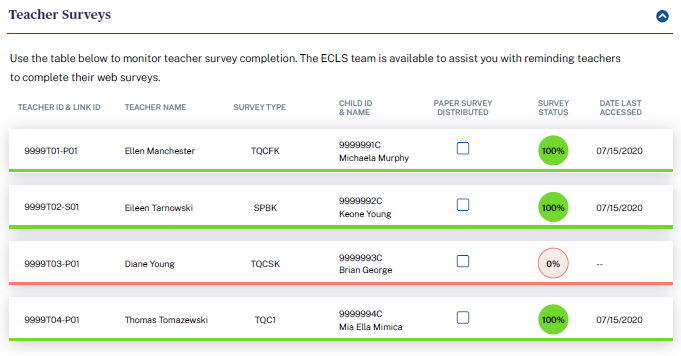 Teacher Surveys
Use the table below to monitor teacher survey completion. The ECLS team is available to assist you with reminding teachers
to complete their web surveys.
TEACHER ID & LINK ID TEACHER NAME SURVEY TYPE CHILD ID & NAME PAPER SURVEY DISTRIBUTED SURVEY STATUS DATE LAST ACCESSED
9999T01-P01 Ellen Manchester TQCFK 9999991C 100% 07/15/2020
Michaela Murphy
9999T02-S01 Eileen Tarnowski SPBK 9999992C 100% 07/15/2020
Keone Young
9999T03-P01 Diane Young TQCSK 9999993C 0% --
Brian George
9999T04-P01 Thomas Tomazewski TQC1 9999994C 100% 07/15/2020
Mia Ella Mimica